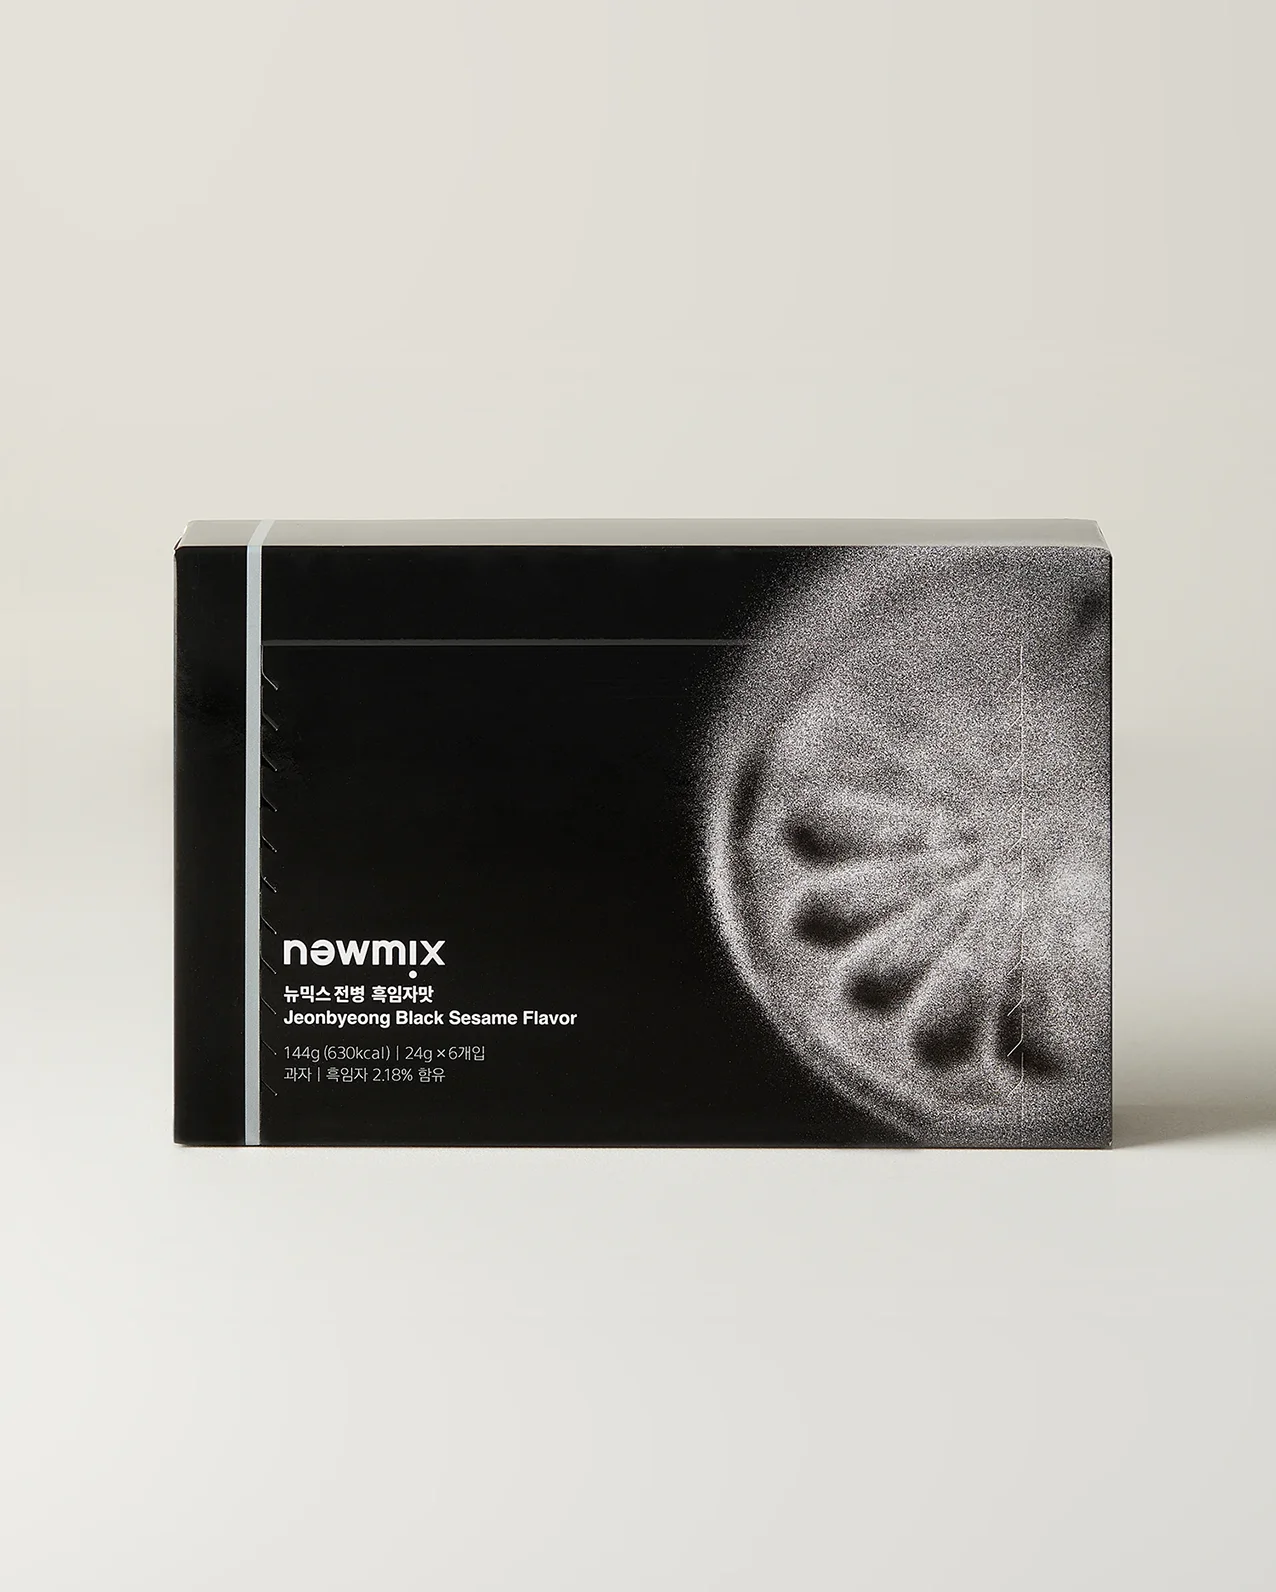 newmix
뉴믹스 전병 흑임자맛
Jeonbyeong Black Sesame Flavor
144g (630kcal) | 24g × 6개입
과자 | 흑임자 2.18% 함유